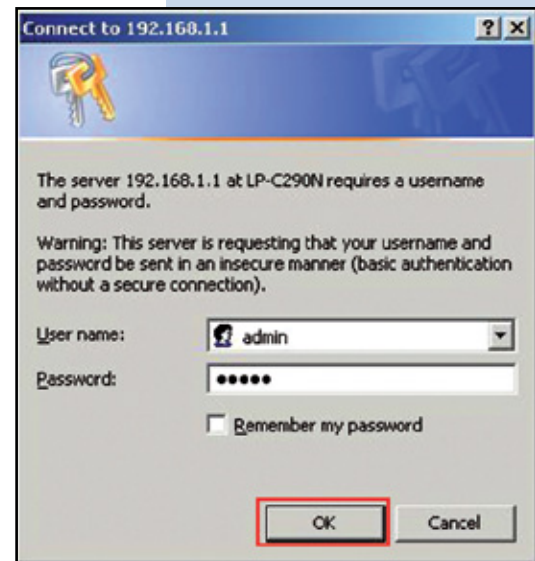 Connect to 192.168.1.1
? X
The server 192.168.1.1 at LP-C290N requires a username
and password.
Warning: This server is requesting that your username and
password be sent in an insecure manner (basic authentication
without a secure connection).
User name:
admin
Password:
•••••
Remember my password
OK
Cancel